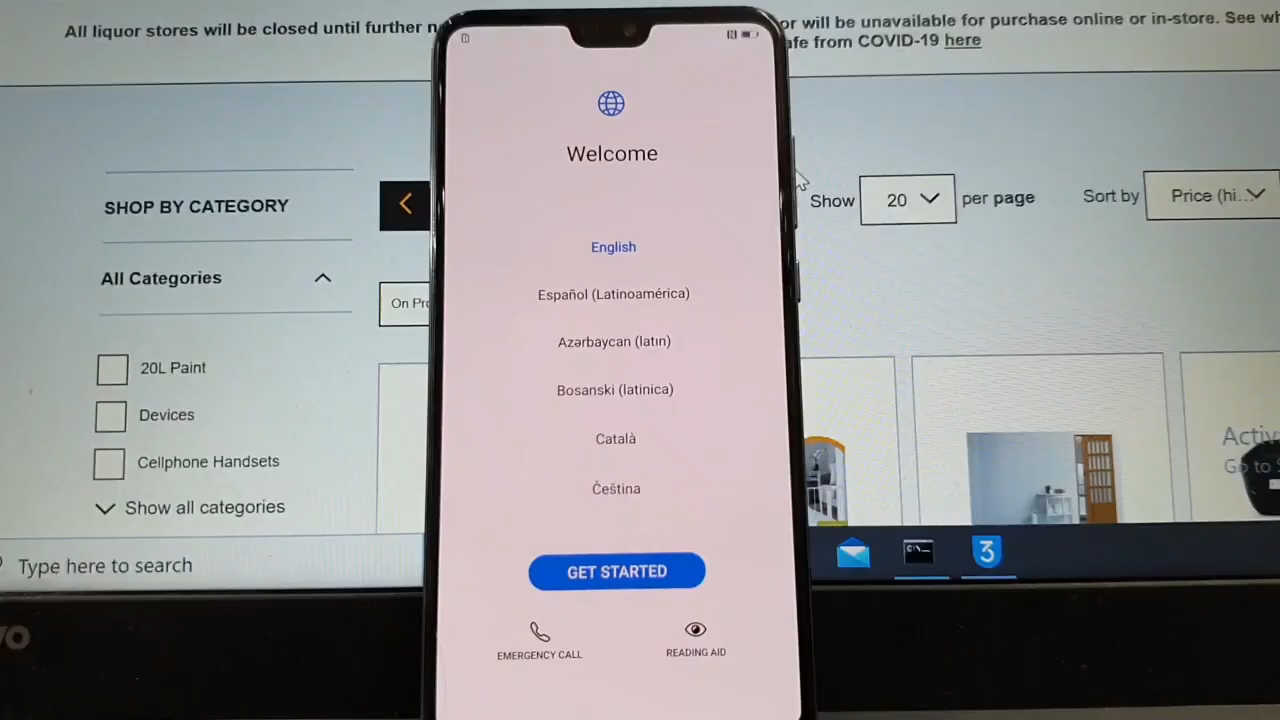 All liquor stores will be closed until further n
or will be unavailable for purchase online or in-store. See wh
afe from COVID-19 here
Welcome
SHOP BY CATEGORY
Show
20
per page
Sort by
Price (hi...
English
All Categories
Español (Latinoamérica)
On Pro
Azərbaycan (latın)
20L Paint
Bosanski (latinica)
Devices
Català
Cellphone Handsets
Čeština
Show all categories
Activ
Go to S
Type here to search
C:\_
3
GET STARTED
EMERGENCY CALL
READING AID
vo